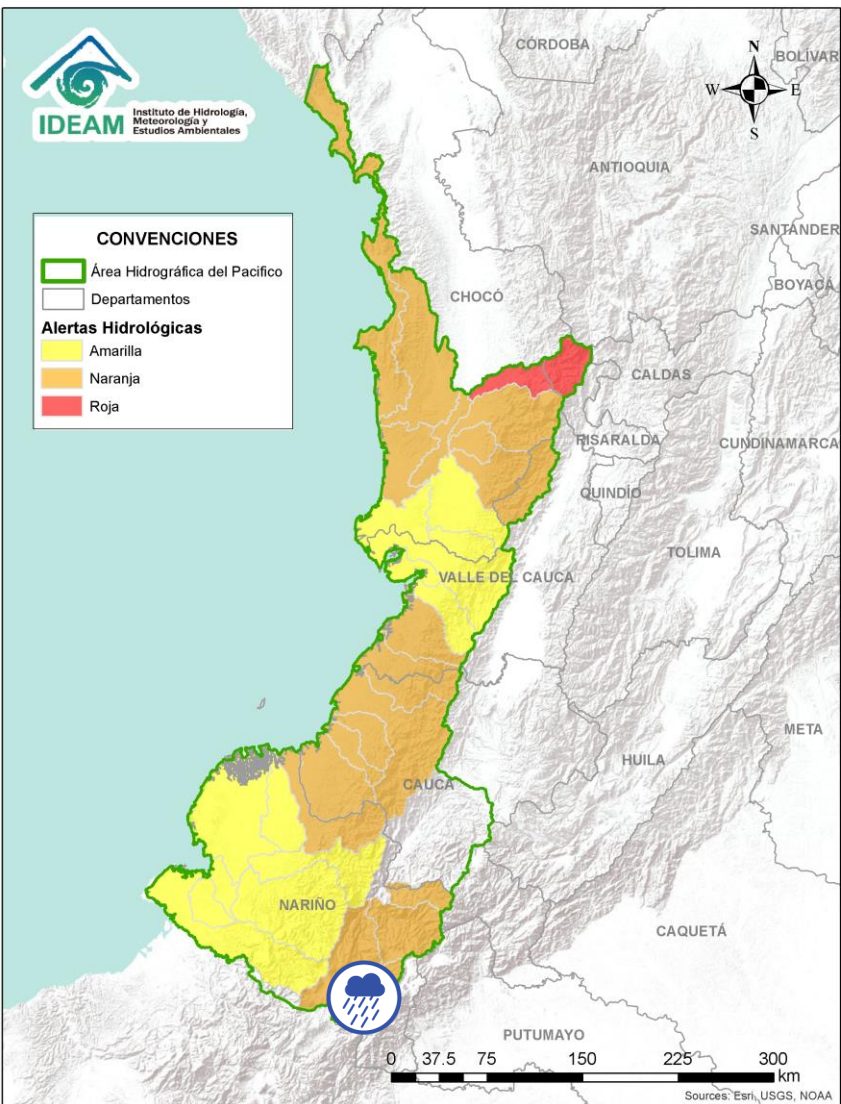 IDEAM
Instituto de Hidrología,
Meteorología y
Estudios Ambientales
CÓRDOBA
BOLÍVAR
N
W
E
S
ANTIOQUIA
SANTANDER
BOYACÁ
CHOCÓ
CALDAS
RISARALDA
CUNDINAMARCA
QUINDÍO
TOLIMA
VALLE DEL CAUCA
META
HUILA
CAUCA
NARIÑO
CAQUETÁ
PUTUMAYO
CONVENCIONES
Área Hidrográfica del Pacifico
Departamentos
Alertas Hidrológicas
Amarilla
Naranja
Roja
0 37.5 75 150 225 300
km
Sources: Esri, USGS, NOAA